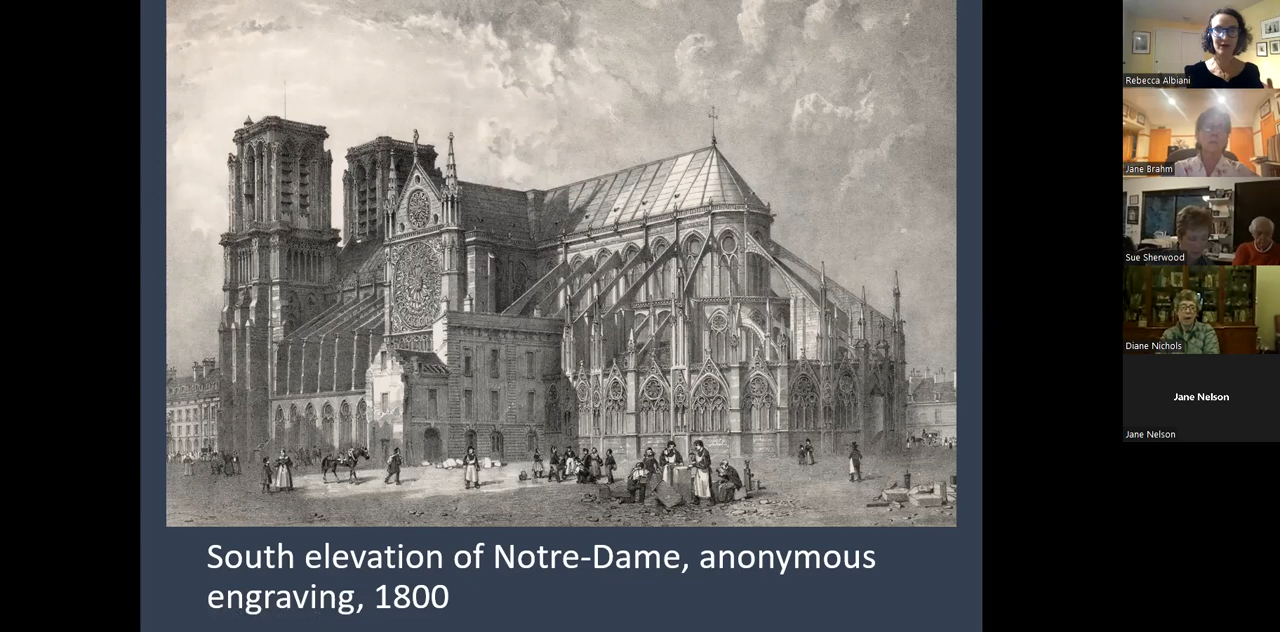 South elevation of Notre-Dame, anonymous
engraving, 1800
Rebecca Albiani
Jane Brahm
Sue Sherwood
Diane Nichols
Jane Nelson
Jane Nelson